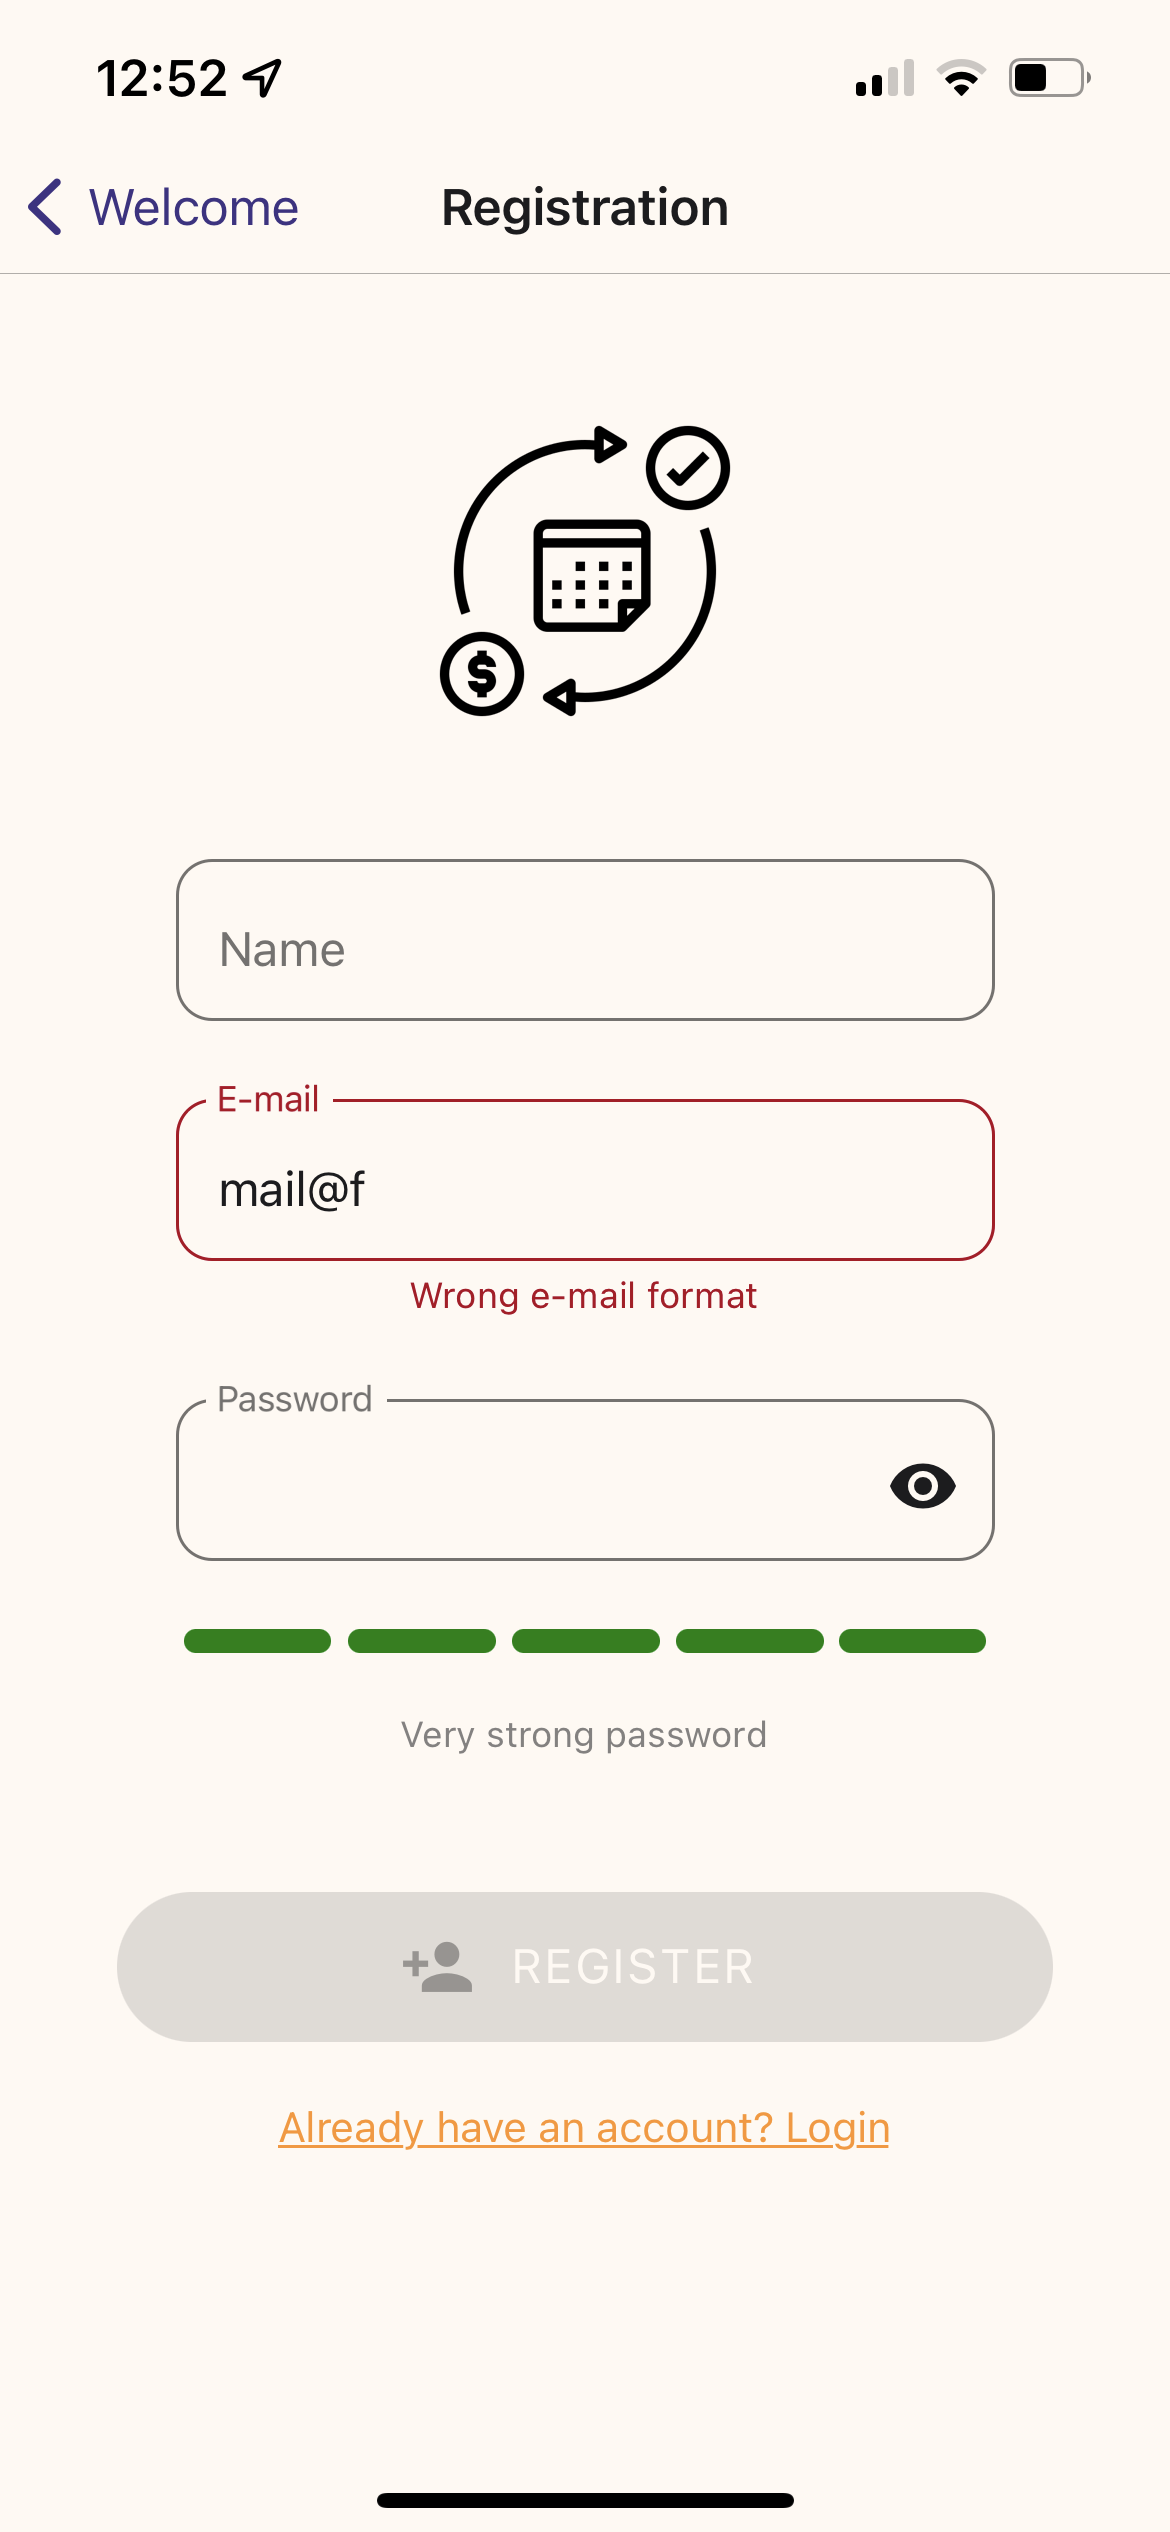 12:52
Welcome
Registration
$
Name
E-mail
mail@f
Wrong e-mail format
Password
Very strong password
REGISTER
Already have an account? Login